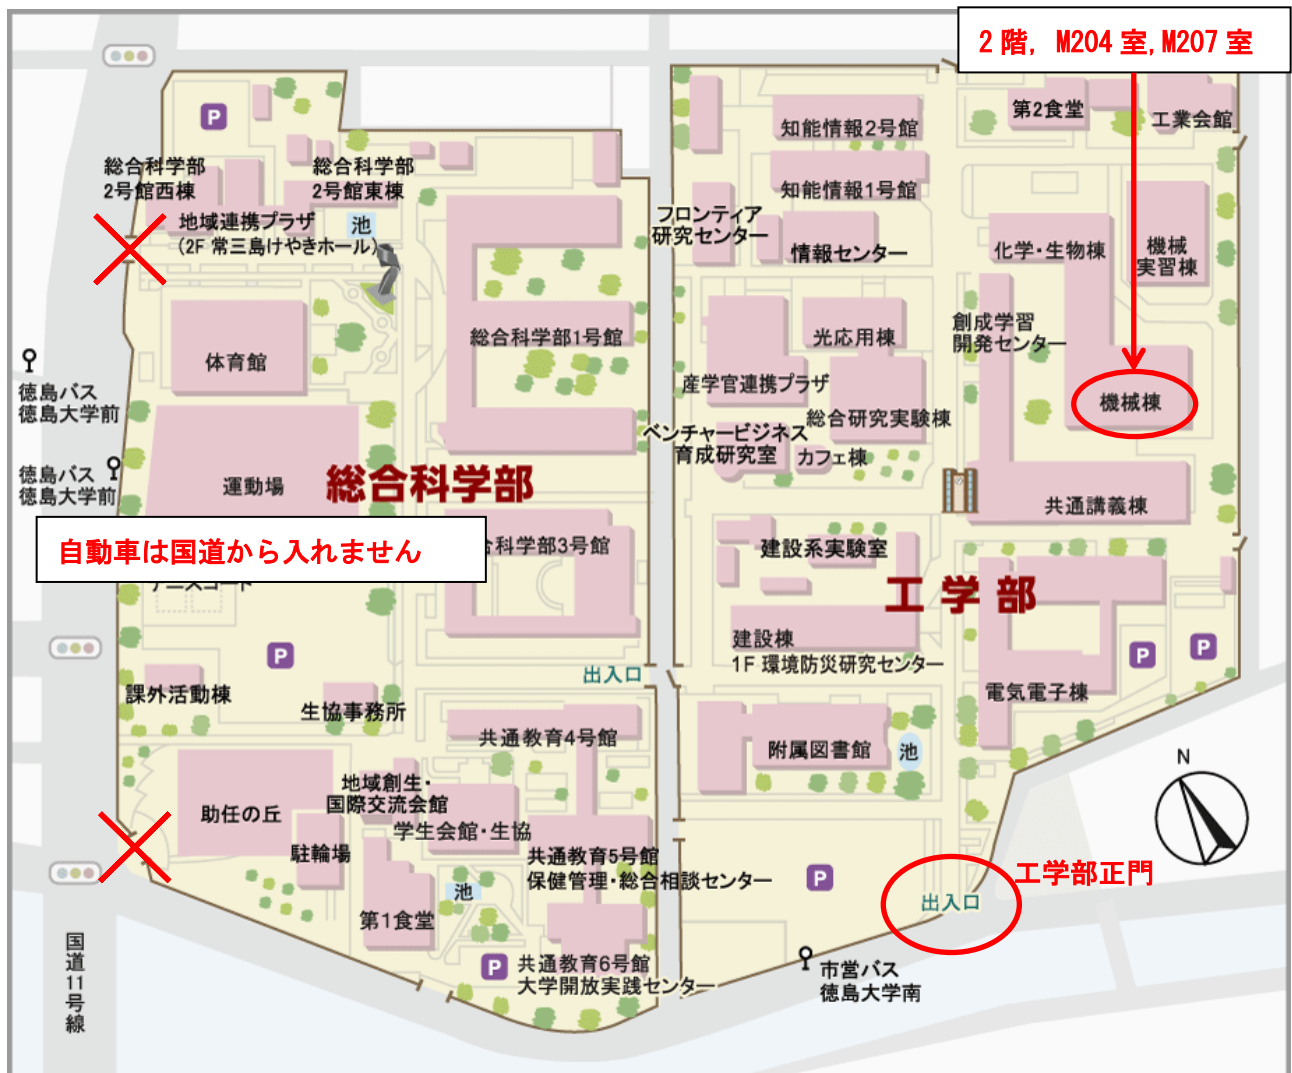 2階, M204室,M207室
P
第2食堂
工業会館
知能情報2号館
総合科学部
2号館西棟
総合科学部
2号館東棟
知能情報1号館
地域連携プラザ
(2F 常三島けやきホール)
池
フロンティア
研究センター
情報センター
化学・生物棟
機械
実習棟
総合科学部1号館
光応用棟
創成学習
開発センター
体育館
徳島バス
徳島大学前
産学官連携プラザ
総合研究実験棟
機械棟
ベンチャービジネス
育成研究室
カフェ棟
徳島バス
徳島大学前
運動場
総合科学部
共通講義棟
自動車は国道から入れません
合科学部3号館
建設系実験室
テニスコート
工学部
建設棟
1F 環境防災研究センター
P
P
P
出入口
課外活動棟
生協事務所
電気電子棟
共通教育4号館
附属図書館
池
N
地域創生・
国際交流会館
助任の丘
学生会館・生協
駐輪場
共通教育5号館
保健管理・総合相談センター
P
工学部正門
出入口
池
第1食堂
国道11号線
P
共通教育6号館
大学開放実践センター
市営バス
徳島大学南